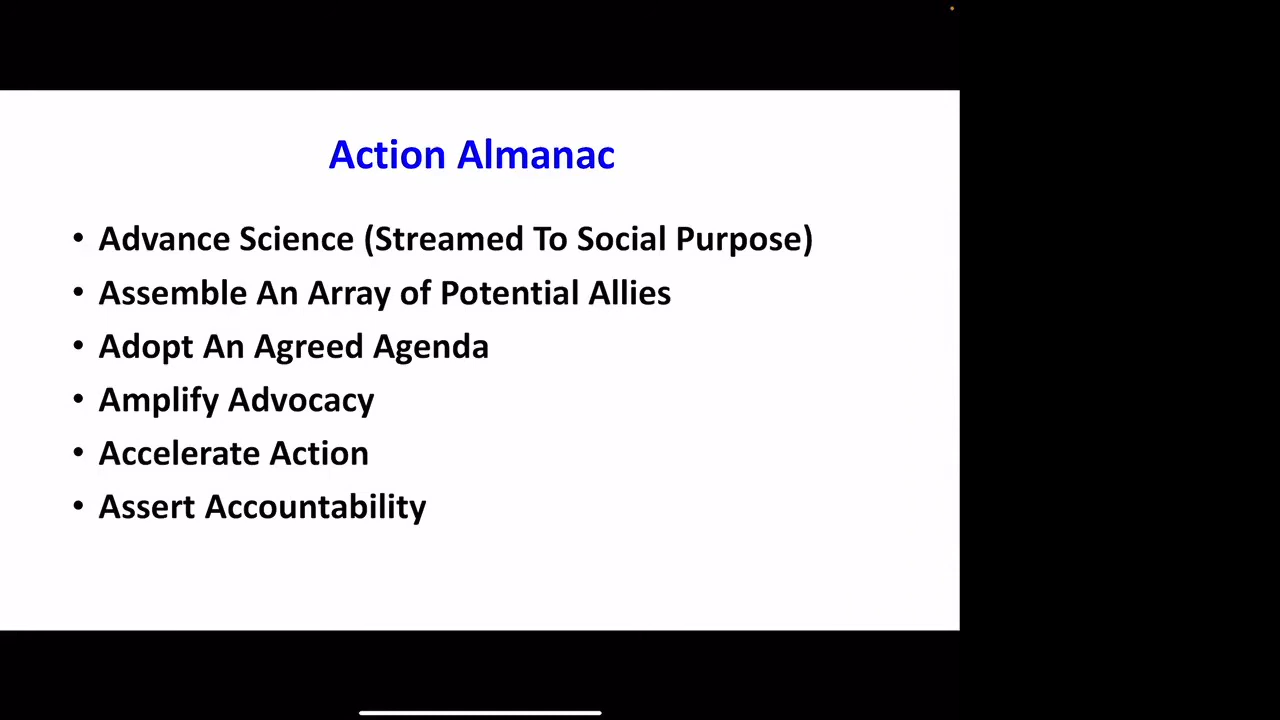 Action Almanac
• Advance Science (Streamed To Social Purpose)
• Assemble An Array of Potential Allies
• Adopt An Agreed Agenda
• Amplify Advocacy
• Accelerate Action
• Assert Accountability